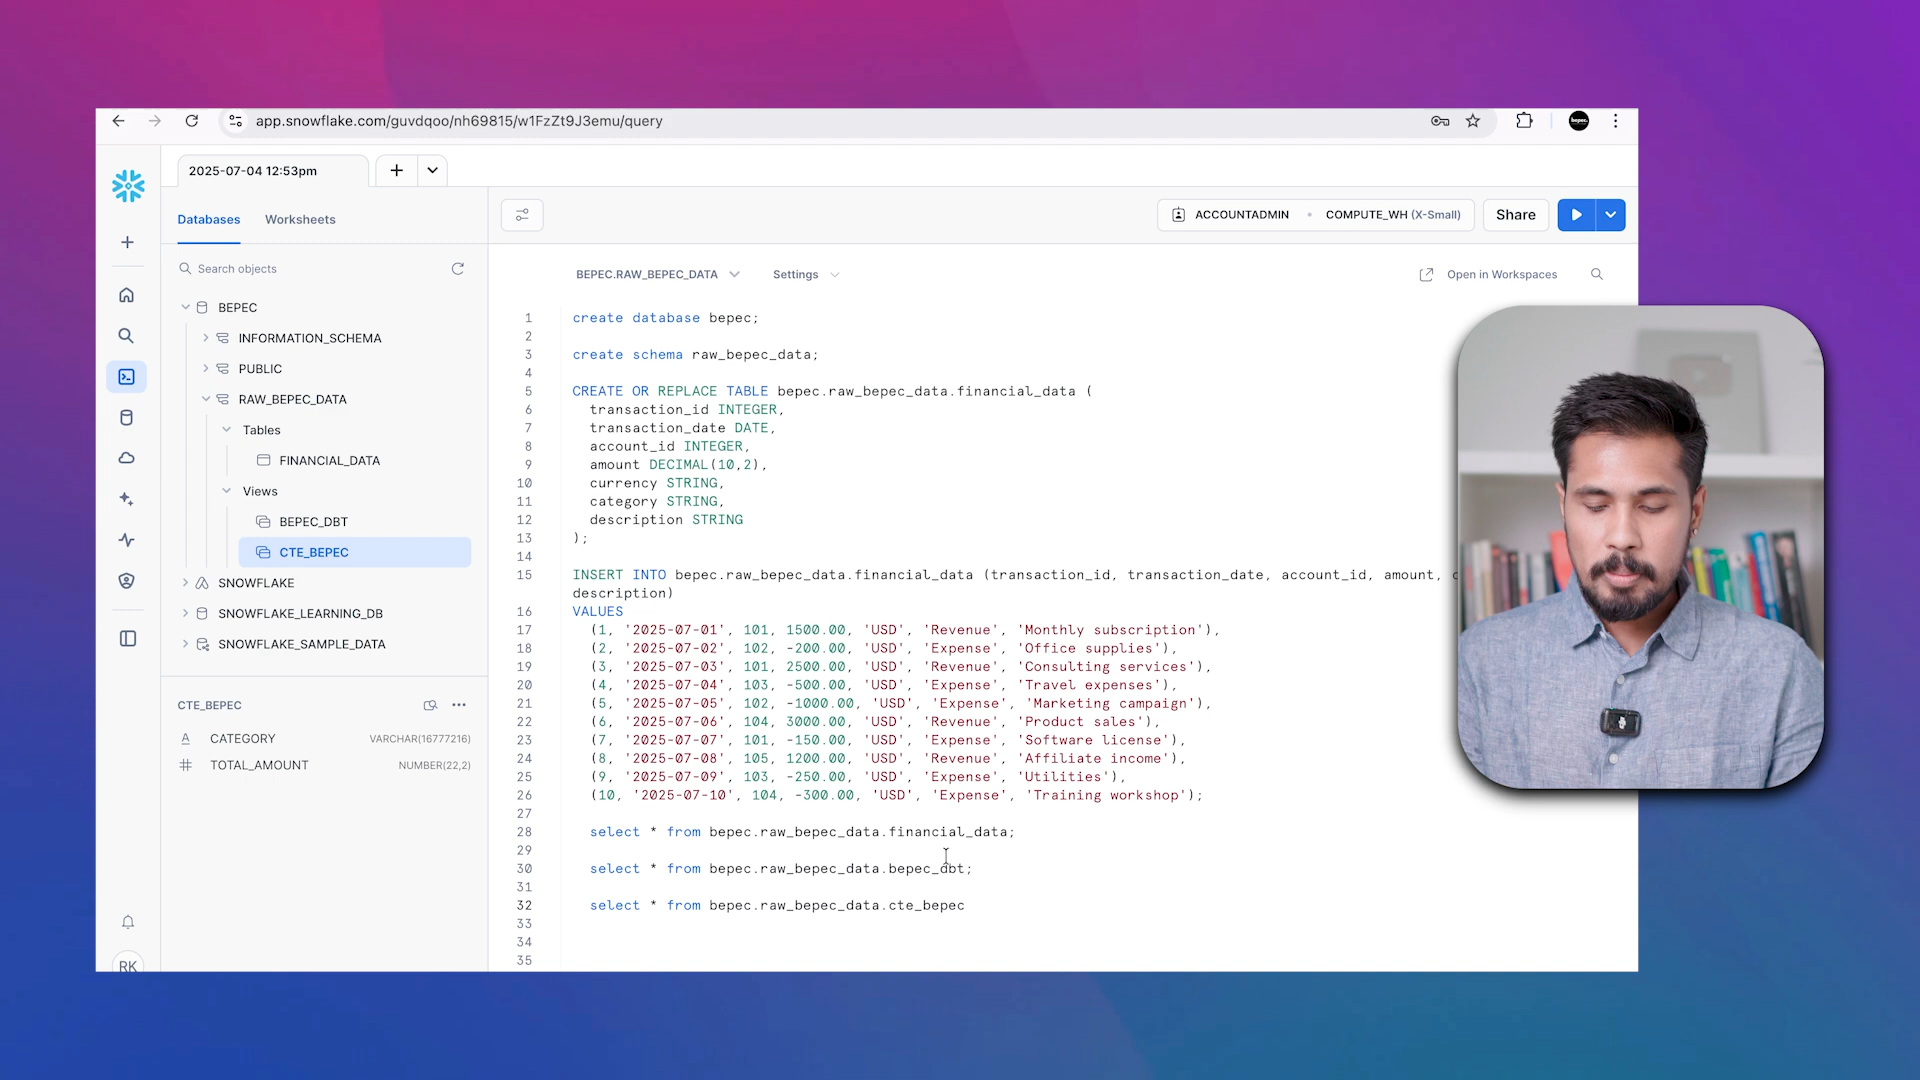 app.snowflake.com/guvdqoo/nh69815/w1FzZt9J3emu/query
bepec.
2025-07-04 12:53pm
Databases Worksheets
ACCOUNTADMIN COMPUTE_WH (X-Small) Share
Search objects
BEPEC
INFORMATION_SCHEMA
PUBLIC
RAW_BEPEC_DATA
Tables
FINANCIAL_DATA
Views
BEPEC_DBT
CTE_BEPEC
SNOWFLAKE
SNOWFLAKE_LEARNING_DB
SNOWFLAKE_SAMPLE_DATA
CTE_BEPEC
CATEGORY VARCHAR(16777216)
TOTAL_AMOUNT NUMBER(22,2)
RK
BEPEC.RAW_BEPEC_DATA Settings Open in Workspaces
1 create database bepec;
2
3 create schema raw_bepec_data;
4
5 CREATE OR REPLACE TABLE bepec.raw_bepec_data.financial_data (
6 transaction_id INTEGER,
7 transaction_date DATE,
8 account_id INTEGER,
9 amount DECIMAL(10,2),
10 currency STRING,
11 category STRING,
12 description STRING
13 );
14
15 INSERT INTO bepec.raw_bepec_data.financial_data (transaction_id, transaction_date, account_id, amount,
description)
16 VALUES
17 (1, '2025-07-01', 101, 1500.00, 'USD', 'Revenue', 'Monthly subscription'),
18 (2, '2025-07-02', 102, -200.00, 'USD', 'Expense', 'Office supplies'),
19 (3, '2025-07-03', 101, 2500.00, 'USD', 'Revenue', 'Consulting services'),
20 (4, '2025-07-04', 103, -500.00, 'USD', 'Expense', 'Travel expenses'),
21 (5, '2025-07-05', 102, -1000.00, 'USD', 'Expense', 'Marketing campaign'),
22 (6, '2025-07-06', 104, 3000.00, 'USD', 'Revenue', 'Product sales'),
23 (7, '2025-07-07', 101, -150.00, 'USD', 'Expense', 'Software license'),
24 (8, '2025-07-08', 105, 1200.00, 'USD', 'Revenue', 'Affiliate income'),
25 (9, '2025-07-09', 103, -250.00, 'USD', 'Expense', 'Utilities'),
26 (10, '2025-07-10', 104, -300.00, 'USD', 'Expense', 'Training workshop');
27
28 select * from bepec.raw_bepec_data.financial_data;
29
30 select * from bepec.raw_bepec_data.bepec_dbt;
31
32 select * from bepec.raw_bepec_data.cte_bepec
33
34
35